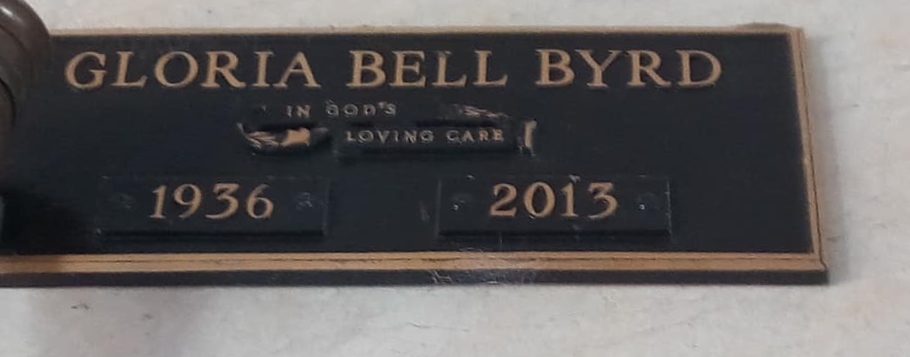 GLORIA BELL BYRD
IN GOD'S
LOVING CARE
1936 2013